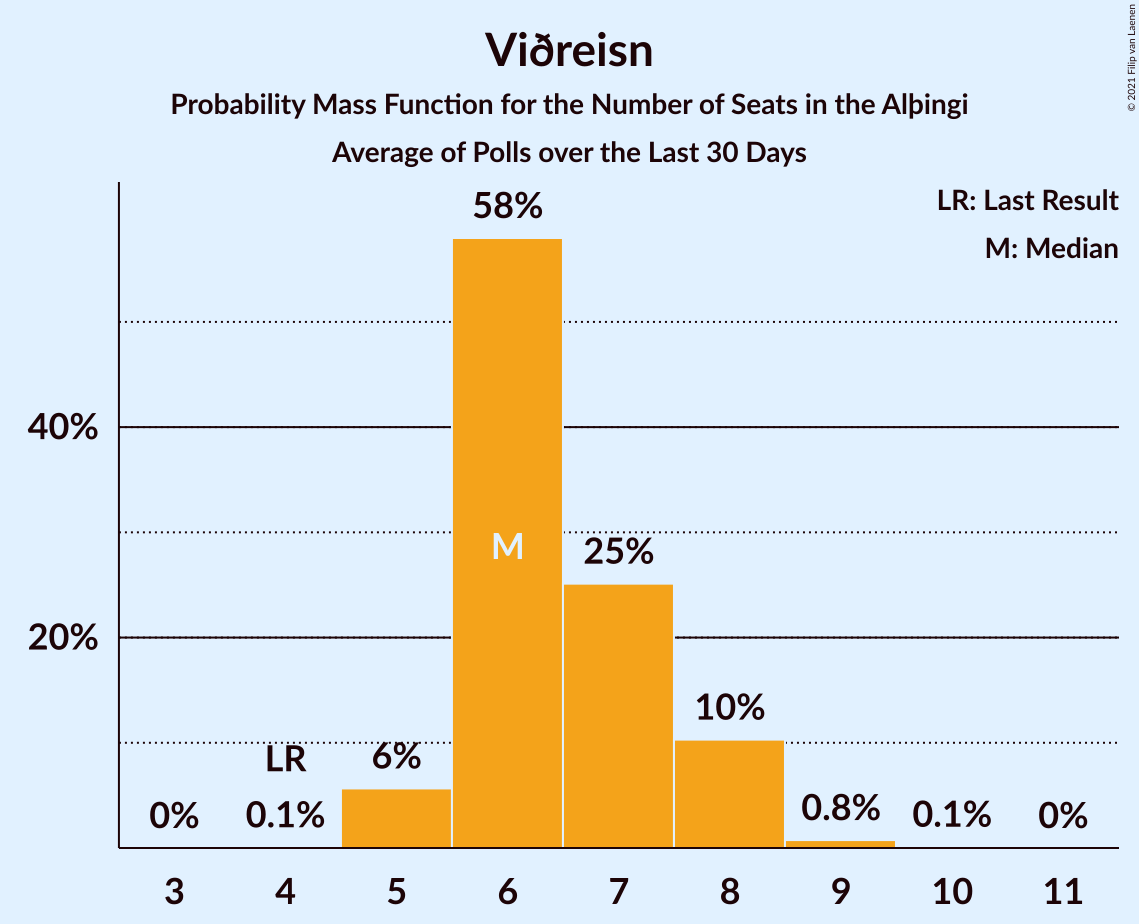 Viðreisn
Probability Mass Function for the Number of Seats in the Alþingi
Average of Polls over the Last 30 Days
© 2021 Filip van Laenen
LR: Last Result
M: Median
58%
40%
M
25%
20%
10%
LR
6%
0%
0.1%
0.8%
0.1%
0%
3 4 5 6 7 8 9 10 11